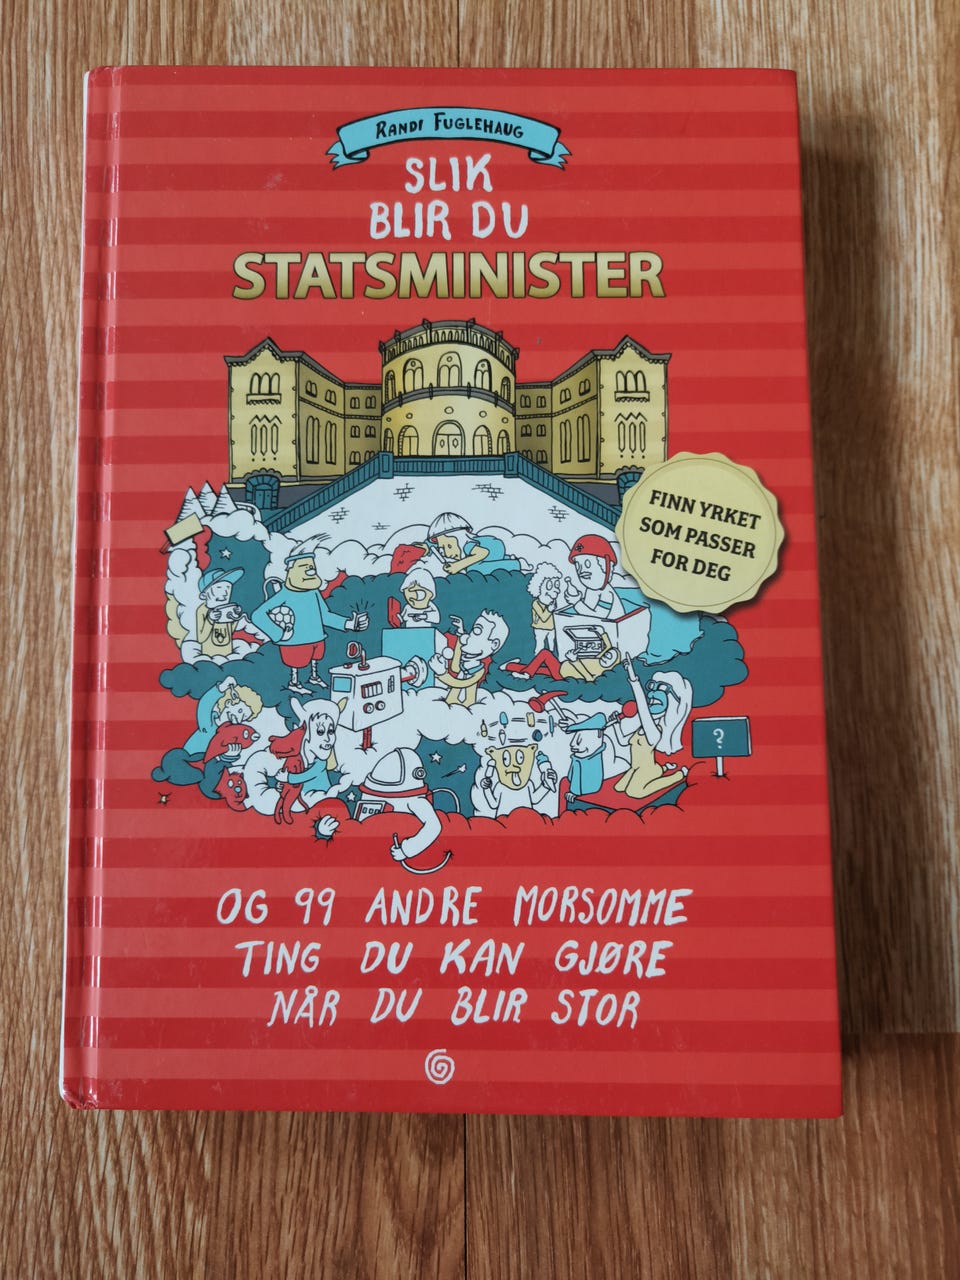 RANDI FUGLEHAUG
SLIK
BLIR DU
STATSMINISTER
FINN YRKET
SOM PASSER
FOR DEG
?
OG 99 ANDRE MORSOMME
TING DU KAN GJØRE
NÅR DU BLIR STOR